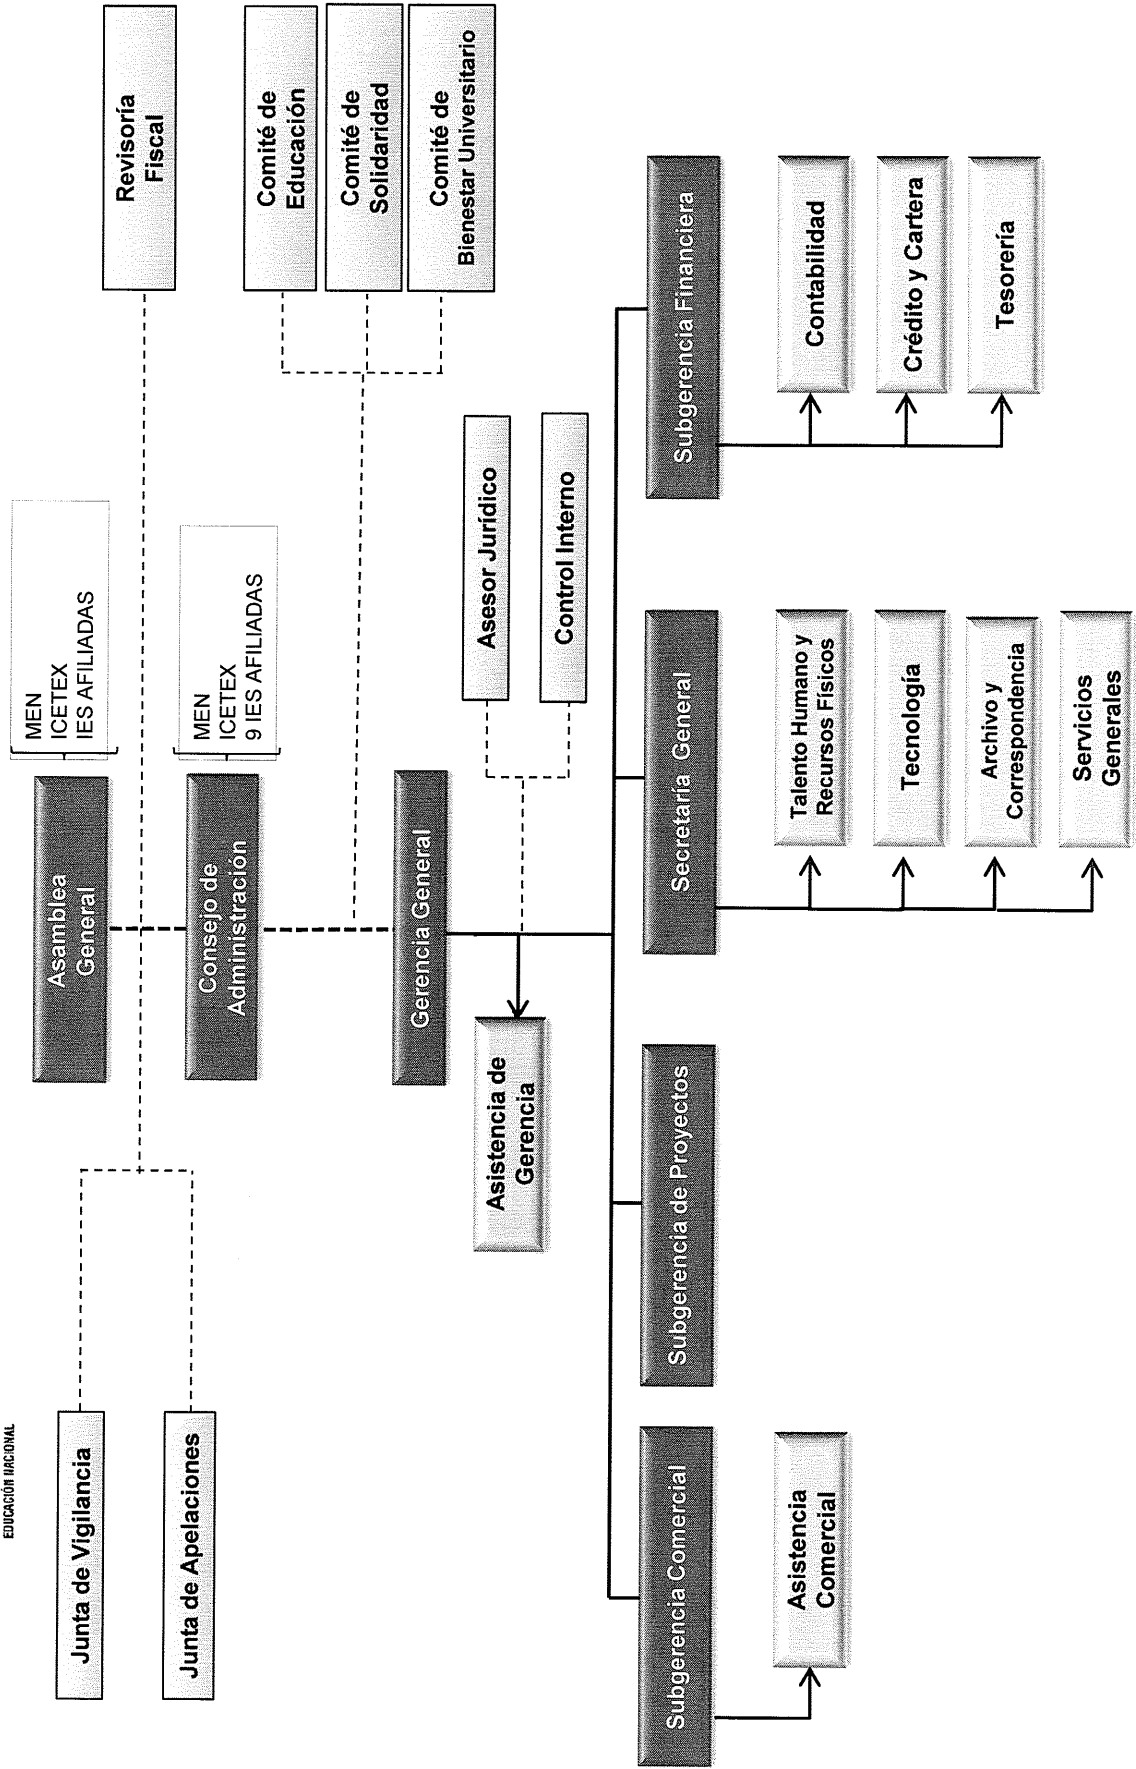 EDUCACIÓN NACIONAL
Asamblea
General
MEN
ICETEX
IES AFILIADAS
Junta de Vigilancia
Junta de Apelaciones
Revisoría
Fiscal
Consejo de
Administración
MEN
ICETEX
9 IES AFILIADAS
Comité de
Educación
Comité de
Solidaridad
Comité de
Bienestar Universitario
Gerencia General
Asistencia de
Gerencia
Asesor Jurídico
Control Interno
Subgerencia Comercial
Subgerencia de Proyectos
Secretaría General
Subgerencia Financiera
Asistencia
Comercial
Talento Humano y
Recursos Físicos
Tecnología
Archivo y
Correspondencia
Servicios
Generales
Contabilidad
Crédito y Cartera
Tesorería